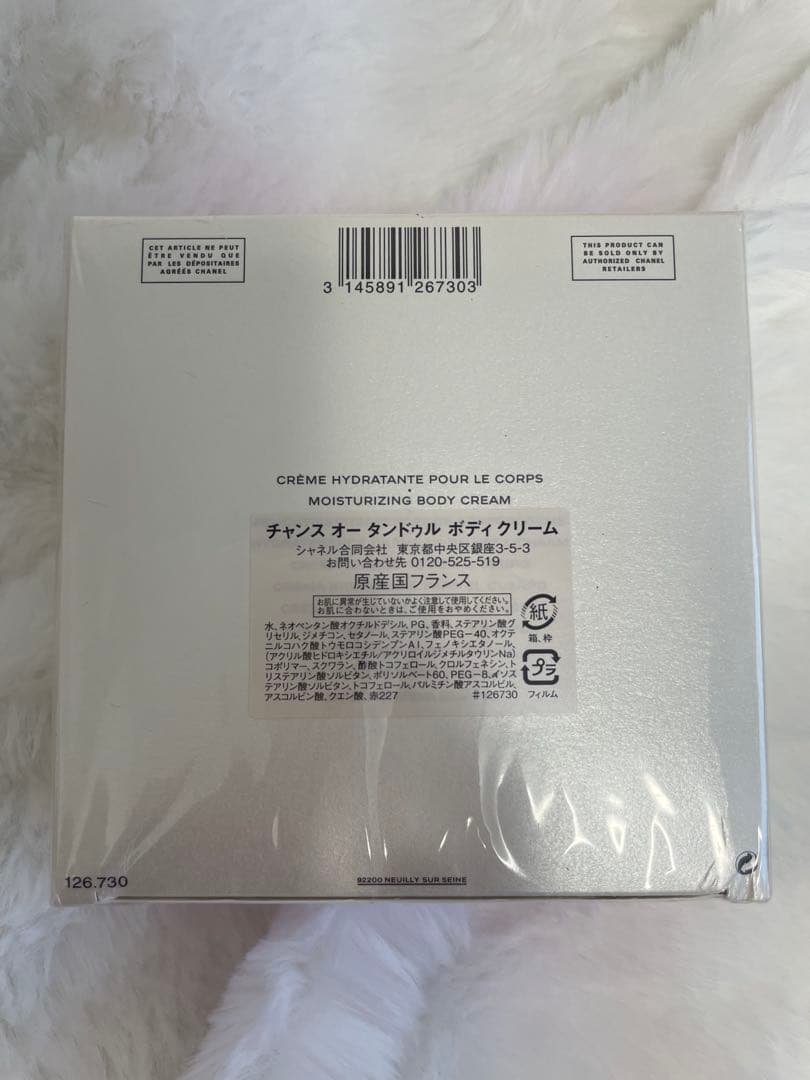 CET ARTICLE NE PEUT
ÊTRE VENDU QUE
PAR LES DÉPOSITAIRES
AGRÉÉS CHANEL
3 145891 267303
THIS PRODUCT CAN
BE SOLD ONLY BY
AUTHORIZED CHANEL
RETAILERS
CRÈME HYDRATANTE POUR LE CORPS
•
MOISTURIZING BODY CREAM
チャンス オー タンドゥル ボディ クリーム
シャネル合同会社 東京都中央区銀座3-5-3
お問い合わせ先 0120-525-519
原産国フランス
お肌に異常が生じていないかよく注意して使用してください。
お肌に合わないときは、ご使用をおやめください。
水、ネオペンタン酸オクチルドデシル、PG、香料、ステアリン酸グ
リセリル、ジメチコン、セタノール、ステアリン酸PEG－40、オクテ
ニルコハク酸トウモロコシデンプンAl、フェノキシエタノール、
(アクリル酸ヒドロキシエチル/アクリロイルジメチルタウリンNa)
コポリマー、スクワラン、酢酸トコフェロール、クロルフェネシン、ト
リステアリン酸ソルビタン、ポリソルベート60、PEG－8、イソス
テアリン酸ソルビタン、トコフェロール、パルミチン酸アスコルビル、
アスコルビン酸、クエン酸、赤227 #126730
紙
箱、枠
プラ
フィルム
126.730
92200 NEUILLY SUR SEINE